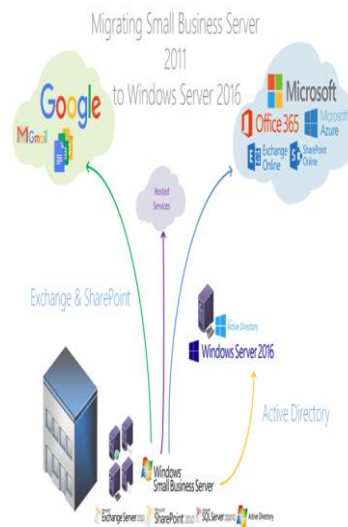 Migrating Small Business Server
2011
to Windows Server 2016
Google
Gmail
Microsoft
Office 365
Microsoft
Azure
Exchange
Online
SharePoint
Online
Hosted
Services
Exchange & SharePoint
Active Directory
Windows Server 2016
Active Directory
Windows
Small Business Server
Exchange Server 2010
SharePoint 2010
SQL Server
Active Directory